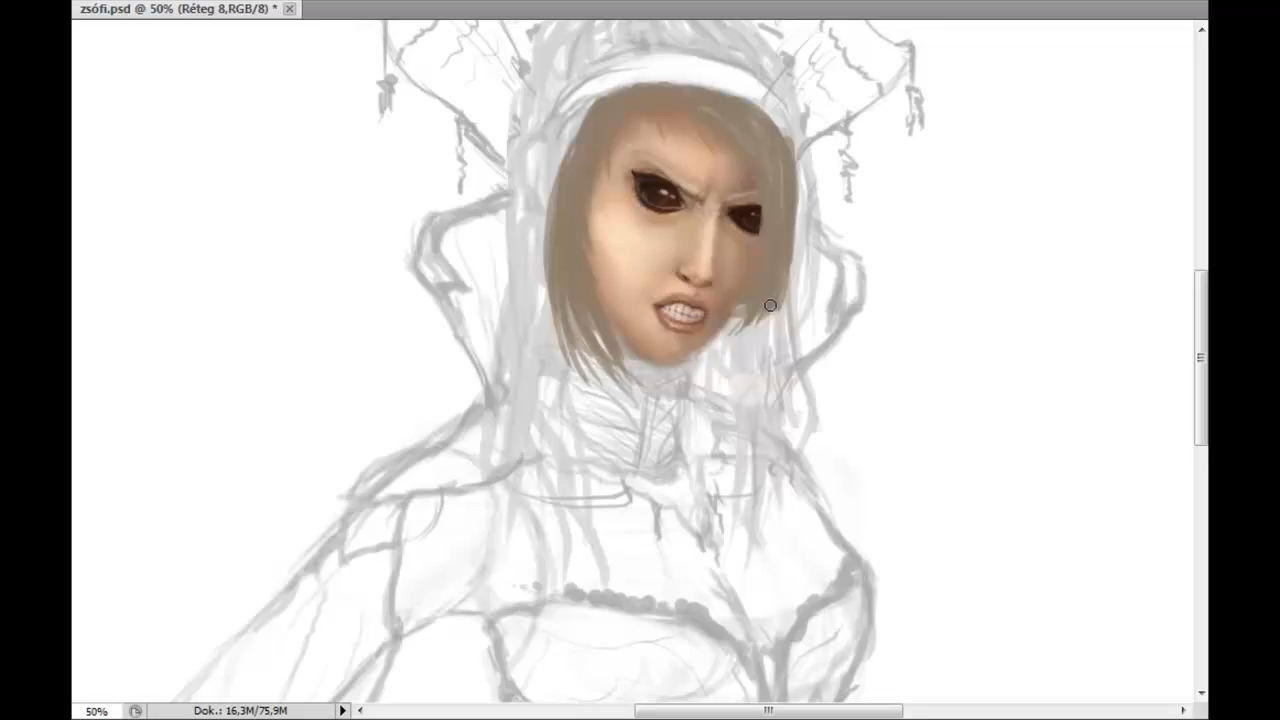 zsófi.psd @ 50% (Réteg 8,RGB/8) *
50% Dok.: 16,3M/75,9M